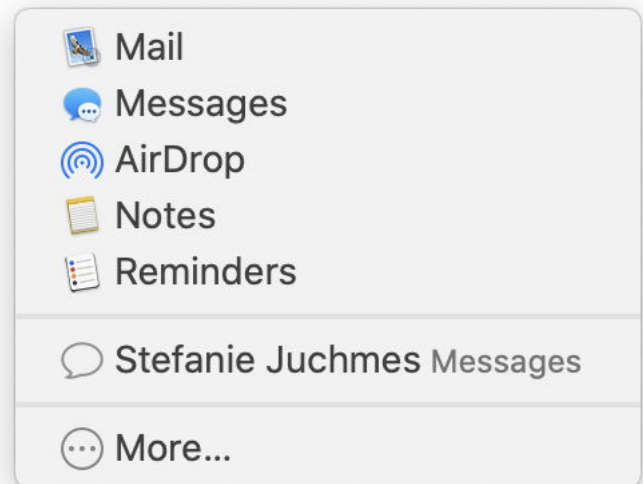 Mail
Messages
AirDrop
Notes
Reminders
Stefanie Juchmes Messages
More...